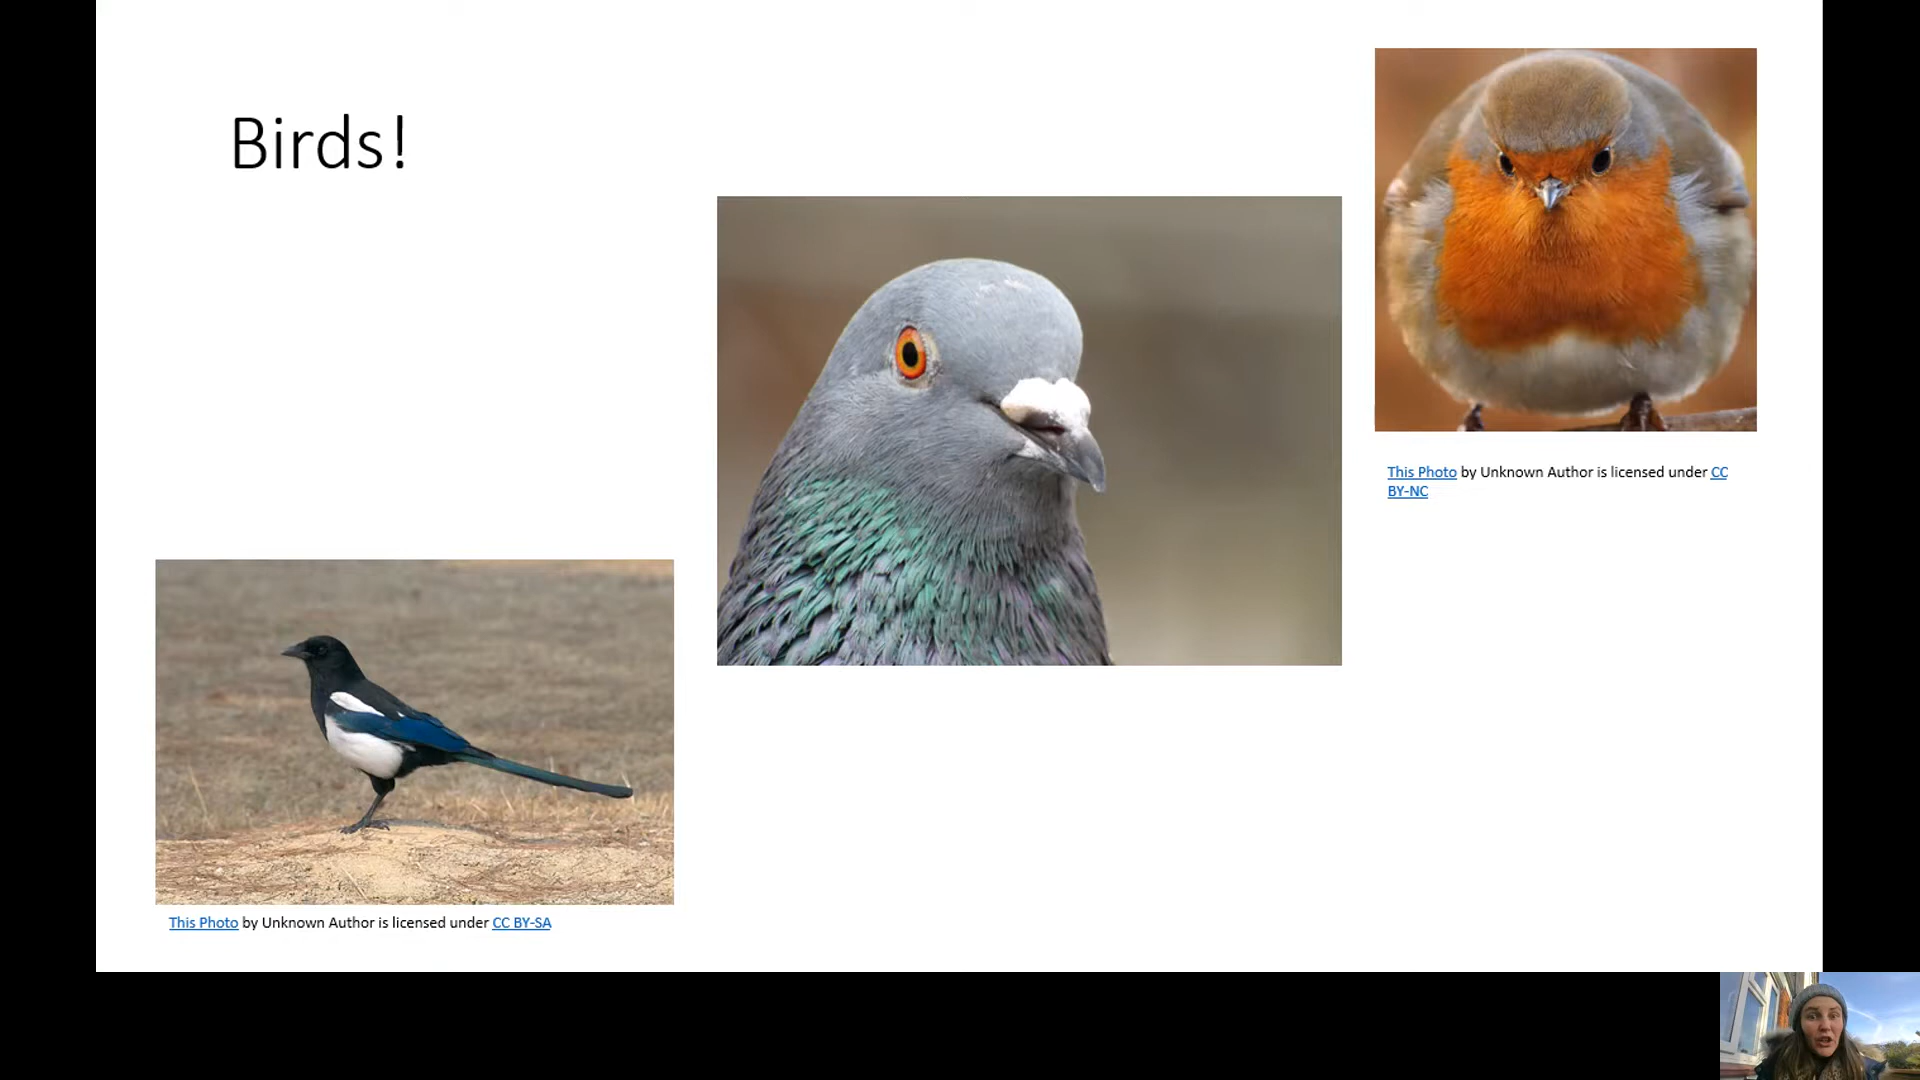 Birds!
This Photo by Unknown Author is licensed under CC
BY-NC
This Photo by Unknown Author is licensed under CC BY-SA